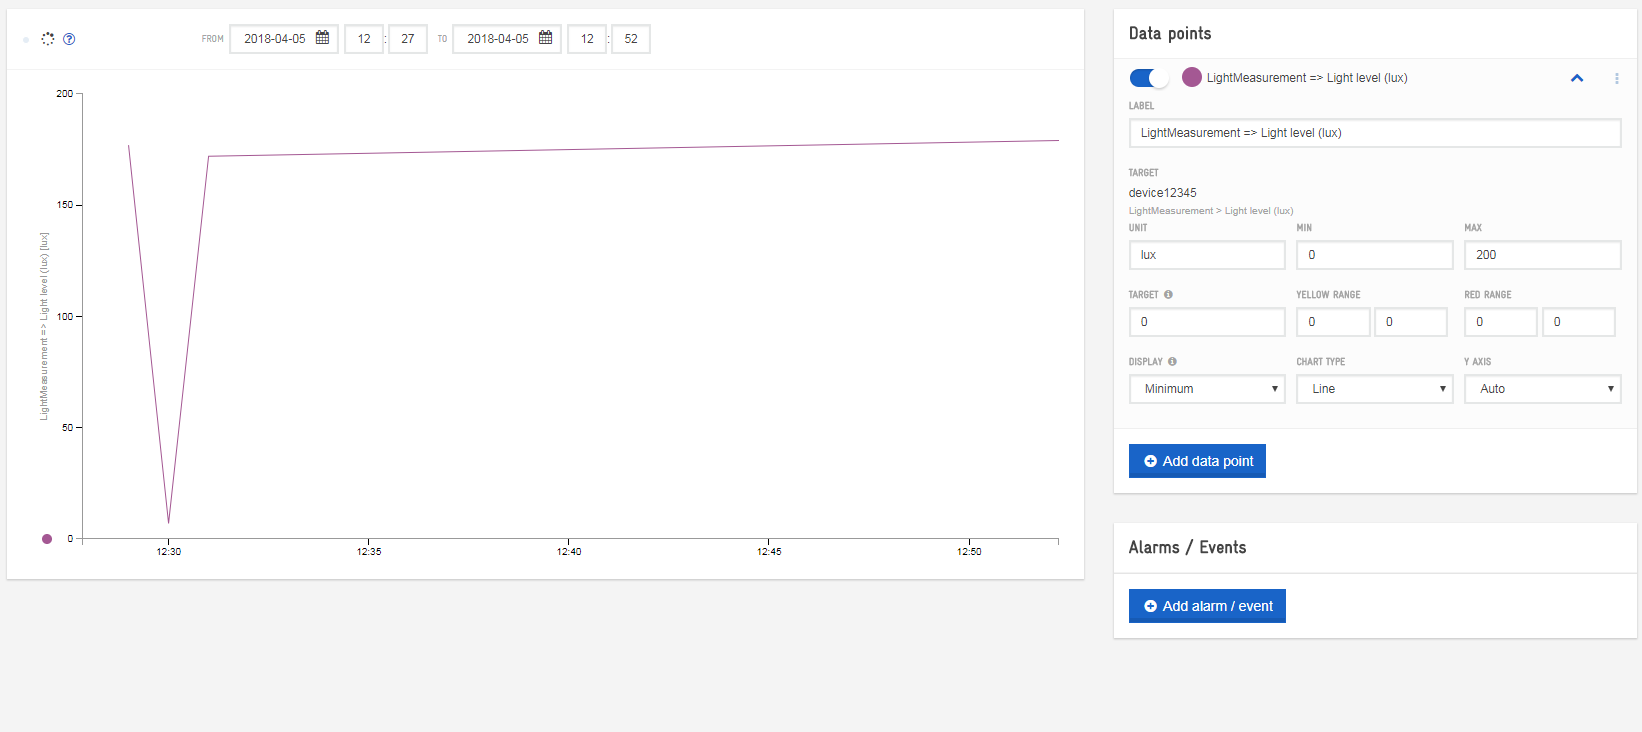 FROM 2018-04-05 12 : 27 TO 2018-04-05 12 : 52
200
150
100
50
0
LightMeasurement => Light level (lux) [lux]
12:30 12:35 12:40 12:45 12:50
Data points
LightMeasurement => Light level (lux)
LABEL
LightMeasurement => Light level (lux)
TARGET
device12345
LightMeasurement > Light level (lux)
UNIT MIN MAX
lux 0 200
TARGET YELLOW RANGE RED RANGE
0 0 0 0 0
DISPLAY CHART TYPE Y AXIS
Minimum Line Auto
Add data point
Alarms / Events
Add alarm / event